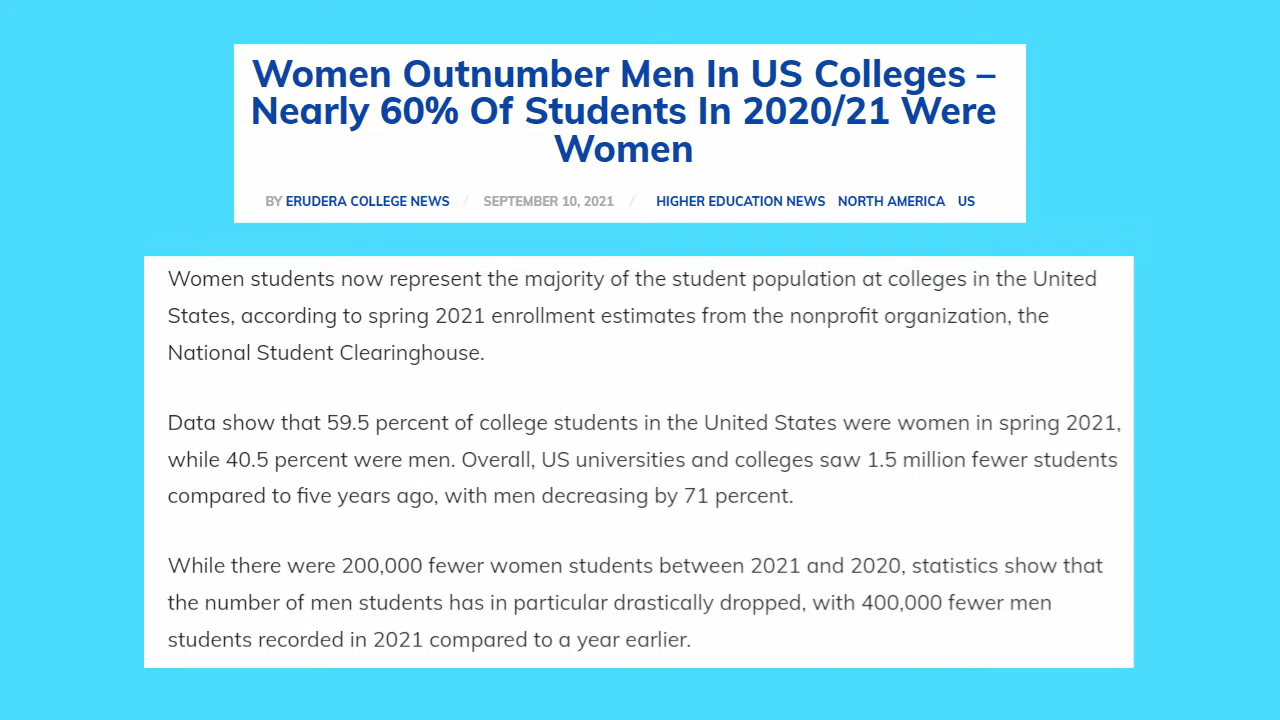 Women Outnumber Men In US Colleges –
Nearly 60% Of Students In 2020/21 Were
Women
BY ERUDERA COLLEGE NEWS / SEPTEMBER 10, 2021 / HIGHER EDUCATION NEWS NORTH AMERICA US
Women students now represent the majority of the student population at colleges in the United
States, according to spring 2021 enrollment estimates from the nonprofit organization, the
National Student Clearinghouse.
Data show that 59.5 percent of college students in the United States were women in spring 2021,
while 40.5 percent were men. Overall, US universities and colleges saw 1.5 million fewer students
compared to five years ago, with men decreasing by 71 percent.
While there were 200,000 fewer women students between 2021 and 2020, statistics show that
the number of men students has in particular drastically dropped, with 400,000 fewer men
students recorded in 2021 compared to a year earlier.